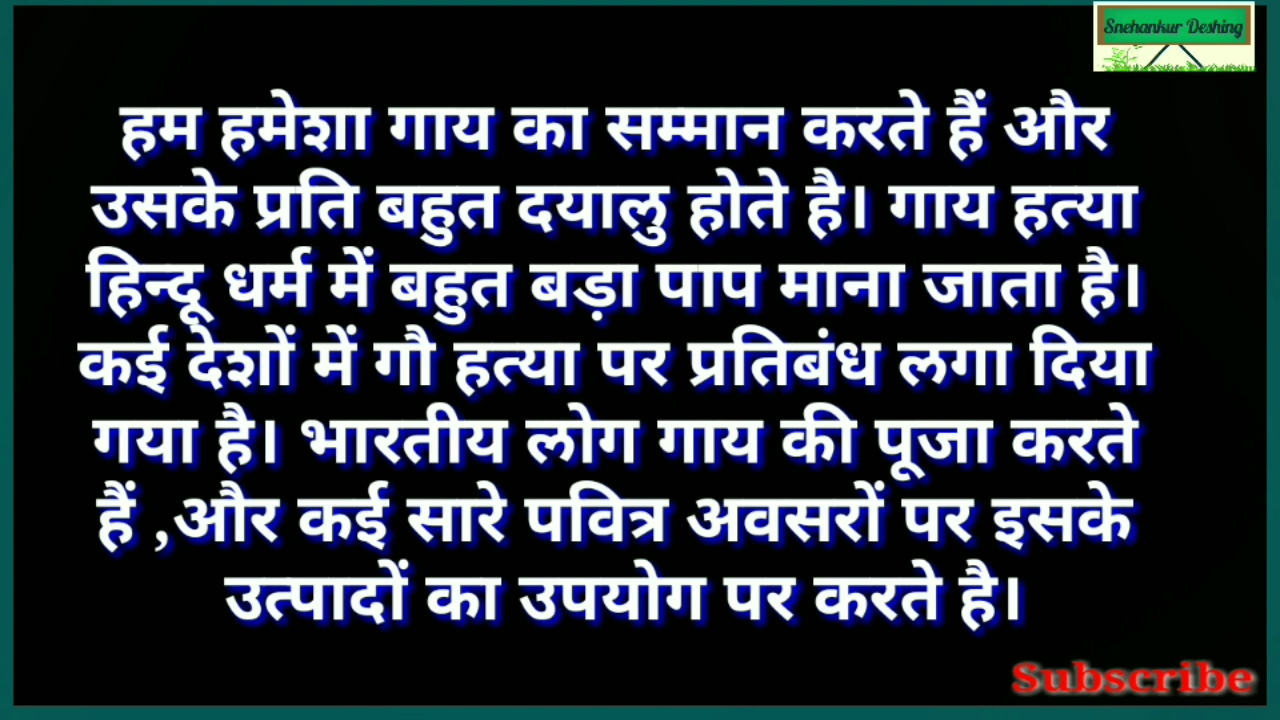 Snehankur Deshing
हम हमेशा गाय का सम्मान करते हैं और
उसके प्रति बहुत दयालु होते है। गाय हत्या
हिन्दू धर्म में बहुत बड़ा पाप माना जाता है।
कई देशों में गौ हत्या पर प्रतिबंध लगा दिया
गया है। भारतीय लोग गाय की पूजा करते
हैं ,और कई सारे पवित्र अवसरों पर इसके
उत्पादों का उपयोग पर करते है।
Subscribe